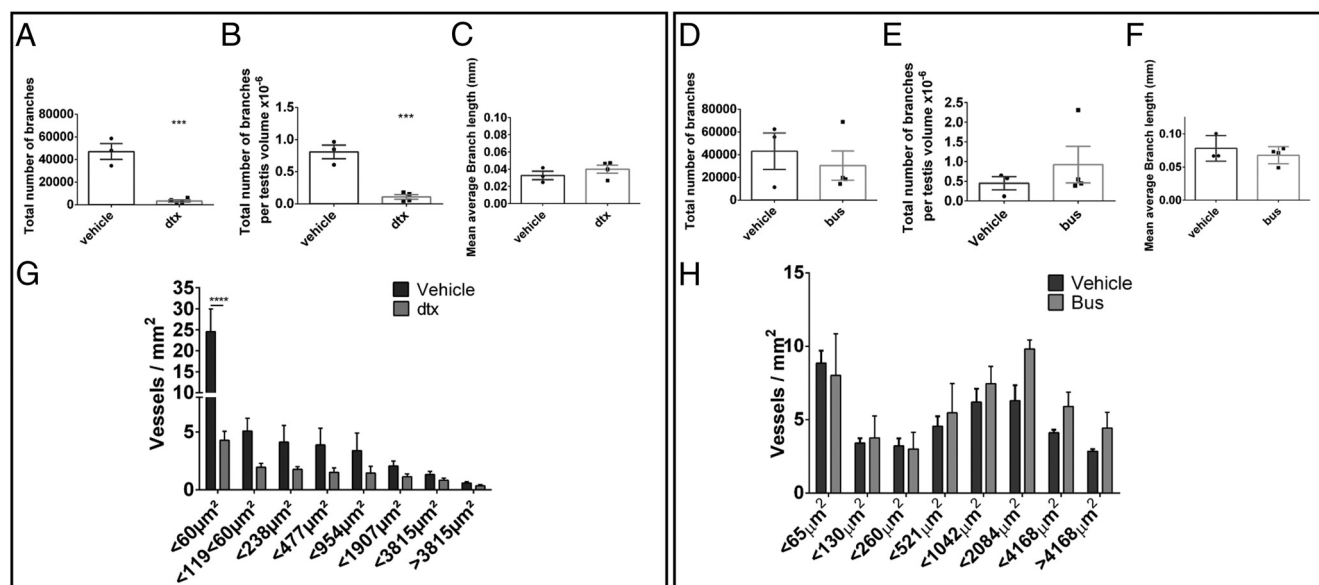 A
Total number of branches
80000
60000
40000
20000
0
***
vehicle
dtx
B
Total number of branches
per testis volume x10-6
1.5
1.0
0.5
0.0
***
vehicle
dtx
C
Mean average Branch length (mm)
0.10
0.08
0.06
0.04
0.02
0.00
vehicle
dtx
D
Total number of branches
80000
60000
40000
20000
0
vehicle
bus
E
Total number of branches
per testis volume x10-6
2.5
2.0
1.5
1.0
0.5
0.0
Vehicle
bus
F
Mean average Branch length (mm)
0.10
0.05
0.00
vehicle
bus
G
Vessels / mm²
35
30
25
20
15
10
5
0
****
Vehicle
dtx
<60µm²
<119<60µm²
<238µm²
<477µm²
<954µm²
<1907µm²
<3815µm²
>3815µm²
H
Vessels / mm²
15
10
5
0
Vehicle
Bus
<65µm²
<130µm²
<260µm²
<521µm²
<1042µm²
<2084µm²
<4168µm²
>4168µm²